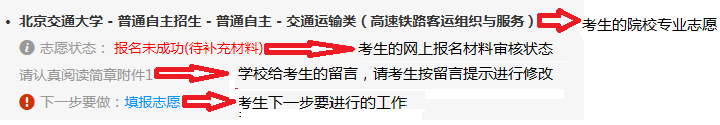 • 北京交通大学 - 普通自主招生 - 普通自主 - 交通运输类（高速铁路客运组织与服务） 考生的院校专业志愿
志愿状态： 报名未成功(待补充材料) 考生的网上报名材料审核状态
请认真阅读简章附件1 学校给考生的留言，请考生按留言提示进行修改
下一步要做：填报志愿 考生下一步要进行的工作